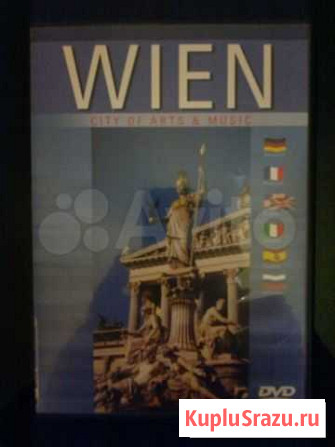 WIEN
CITY OF ARTS & MUSIC
Avito
DVD
KupluSrazu.ru